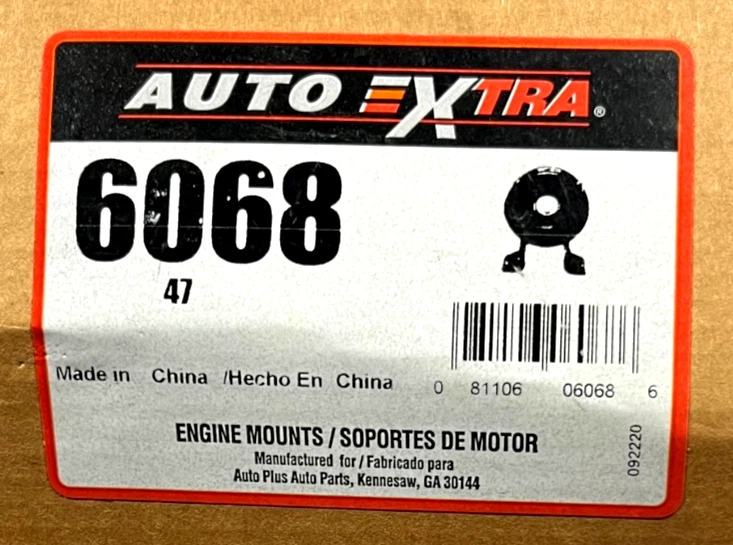 AUTO EXTRA®
6068
47
Made in China /Hecho En China
0 81106 06068 6
ENGINE MOUNTS / SOPORTES DE MOTOR
Manufactured for / Fabricado para
Auto Plus Auto Parts, Kennesaw, GA 30144
092220